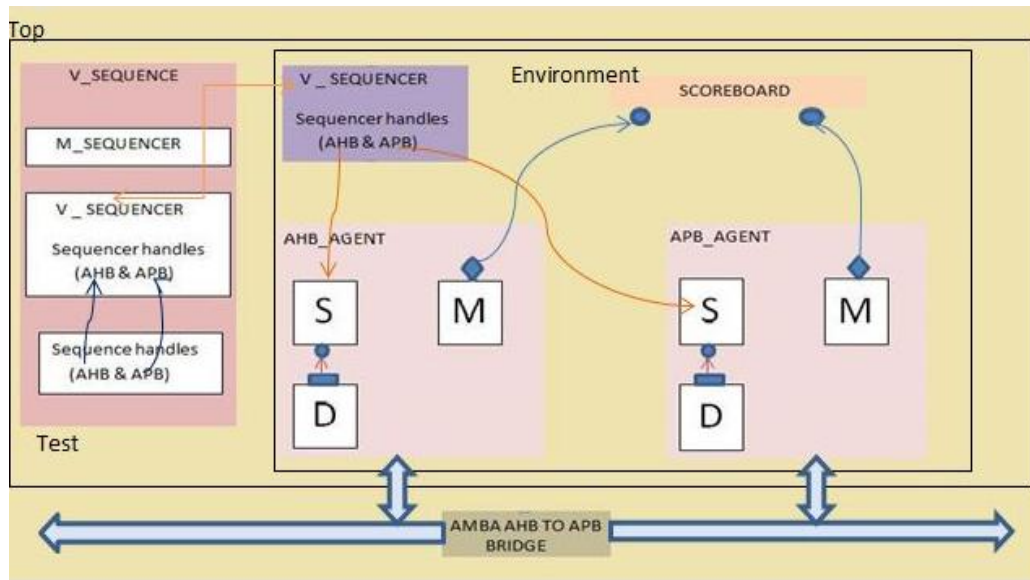 Top
V_SEQUENCE
M_SEQUENCER
V _ SEQUENCER
Sequencer handles
(AHB & APB)
Sequence handles
(AHB & APB)
Test
V _ SEQUENCER
Sequencer handles
(AHB & APB)
Environment
SCOREBOARD
AHB_AGENT
S
M
D
APB_AGENT
S
M
D
AMBA AHB TO APB
BRIDGE